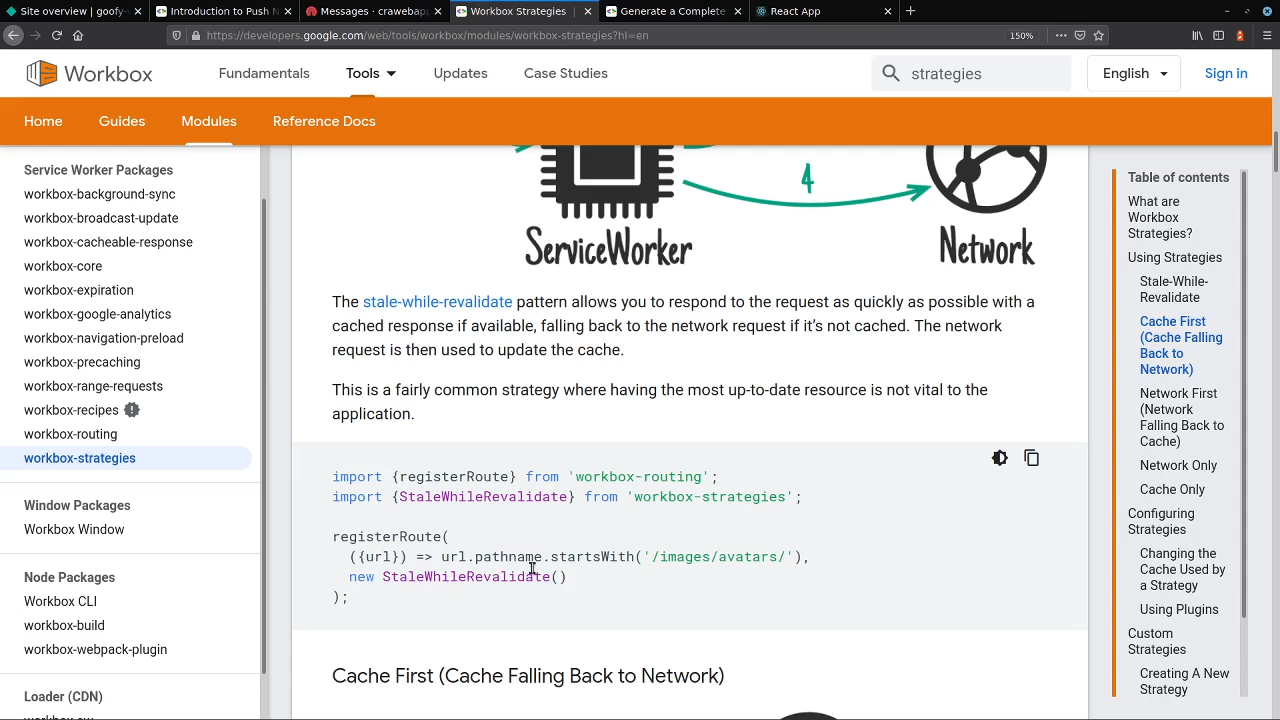 Site overview | goofy-
Introduction to Push N
Messages · crawebapp
Workbox Strategies |
Generate a Complete
React App
https://developers.google.com/web/tools/workbox/modules/workbox-strategies?hl=en
150%
Workbox
Fundamentals
Tools
Updates
Case Studies
strategies
English
Sign in
Home
Guides
Modules
Reference Docs
Service Worker Packages
workbox-background-sync
workbox-broadcast-update
workbox-cacheable-response
workbox-core
workbox-expiration
workbox-google-analytics
workbox-navigation-preload
workbox-precaching
workbox-range-requests
workbox-recipes
workbox-routing
workbox-strategies
Window Packages
Workbox Window
Node Packages
Workbox CLI
workbox-build
workbox-webpack-plugin
Loader (CDN)
4
ServiceWorker
Network
The stale-while-revalidate pattern allows you to respond to the request as quickly as possible with a
cached response if available, falling back to the network request if it's not cached. The network
request is then used to update the cache.
This is a fairly common strategy where having the most up-to-date resource is not vital to the
application.
import {registerRoute} from 'workbox-routing';
import {StaleWhileRevalidate} from 'workbox-strategies';
registerRoute(
({url}) => url.pathname.startsWith('/images/avatars/'),
new StaleWhileRevalidate()
);
Cache First (Cache Falling Back to Network)
Table of contents
What are
Workbox
Strategies?
Using Strategies
Stale-While-
Revalidate
Cache First
(Cache Falling
Back to
Network)
Network First
(Network
Falling Back to
Cache)
Network Only
Cache Only
Configuring
Strategies
Changing the
Cache Used by
a Strategy
Using Plugins
Custom
Strategies
Creating A New
Strategy